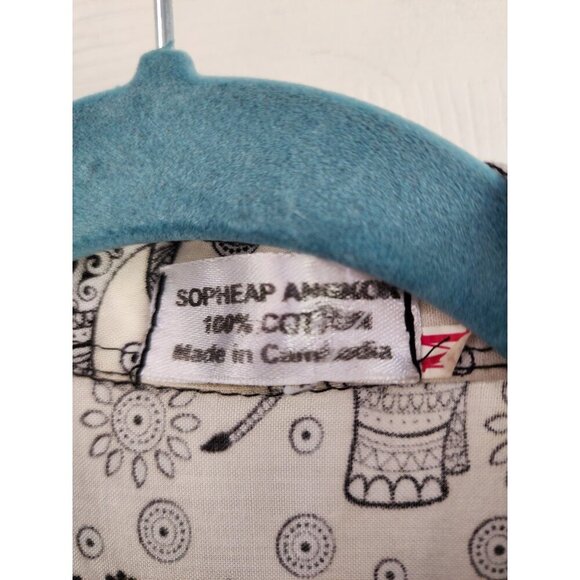 SOPHEAP ANGKOR
100% COTTON
Made in Cambodia